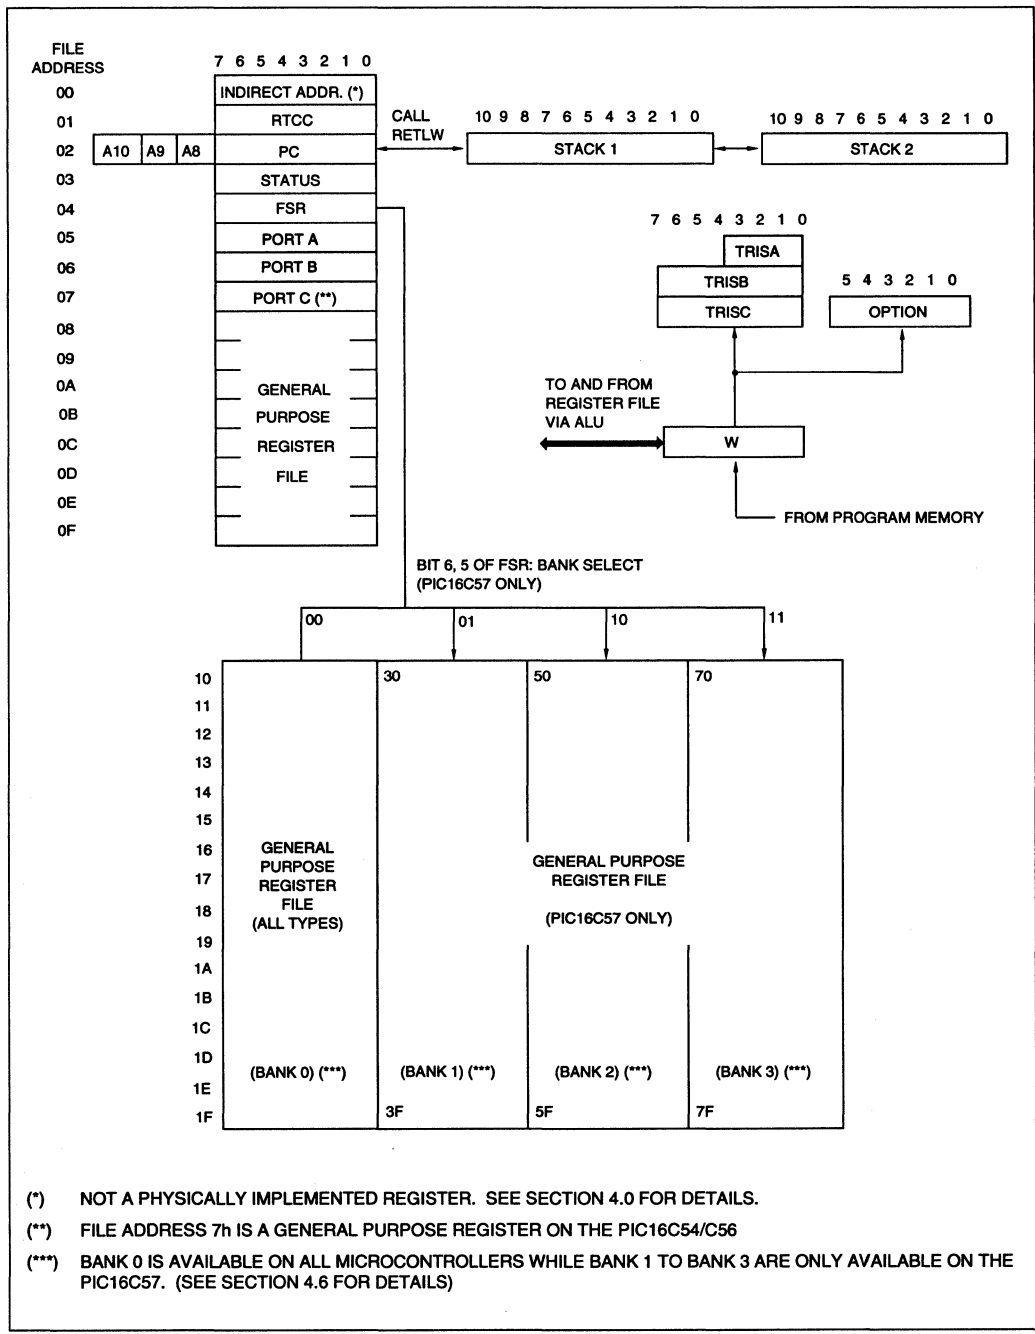 FILE
ADDRESS
7 6 5 4 3 2 1 0
00 INDIRECT ADDR. (*)
01 RTCC
CALL
RETLW
10 9 8 7 6 5 4 3 2 1 0
10 9 8 7 6 5 4 3 2 1 0
02 A10 A9 A8 PC STACK 1 STACK 2
03 STATUS
04 FSR
05 PORT A
06 PORT B
07 PORT C (**)
08
09
0A GENERAL
0B PURPOSE
0C REGISTER
0D FILE
0E
0F
7 6 5 4 3 2 1 0
TRISA
TRISB
TRISC
5 4 3 2 1 0
OPTION
TO AND FROM
REGISTER FILE
VIA ALU
W
FROM PROGRAM MEMORY
BIT 6, 5 OF FSR: BANK SELECT
(PIC16C57 ONLY)
00 01 10 11
10 30 50 70
11
12
13
14
15
16
17
18
19
1A
1B
1C
1D
1E
1F 3F 5F 7F
GENERAL
PURPOSE
REGISTER
FILE
(ALL TYPES)
GENERAL PURPOSE
REGISTER FILE
(PIC16C57 ONLY)
(BANK 0) (***) (BANK 1) (***) (BANK 2) (***) (BANK 3) (***)
(*) NOT A PHYSICALLY IMPLEMENTED REGISTER. SEE SECTION 4.0 FOR DETAILS.
(**) FILE ADDRESS 7h IS A GENERAL PURPOSE REGISTER ON THE PIC16C54/C56
(***) BANK 0 IS AVAILABLE ON ALL MICROCONTROLLERS WHILE BANK 1 TO BANK 3 ARE ONLY AVAILABLE ON THE
PIC16C57. (SEE SECTION 4.6 FOR DETAILS)